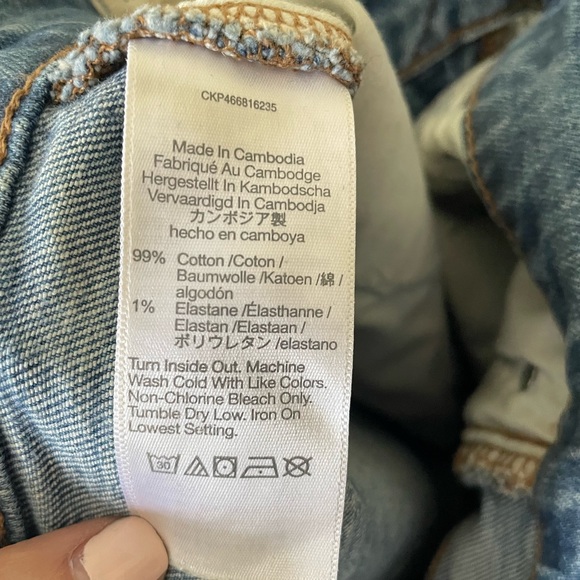 CKP466816235
Made In Cambodia
Fabriqué Au Cambodge
Hergestellt In Kambodscha
Vervaardigd In Cambodja
カンボジア製
hecho en camboya
99% Cotton /Coton /
Baumwolle /Katoen /綿 /
algodón
1% Elastane /Élasthanne /
Elastan /Elastaan /
ポリウレタン /elastano
Turn Inside Out. Machine
Wash Cold With Like Colors.
Non-Chlorine Bleach Only.
Tumble Dry Low. Iron On
Lowest Setting.
30